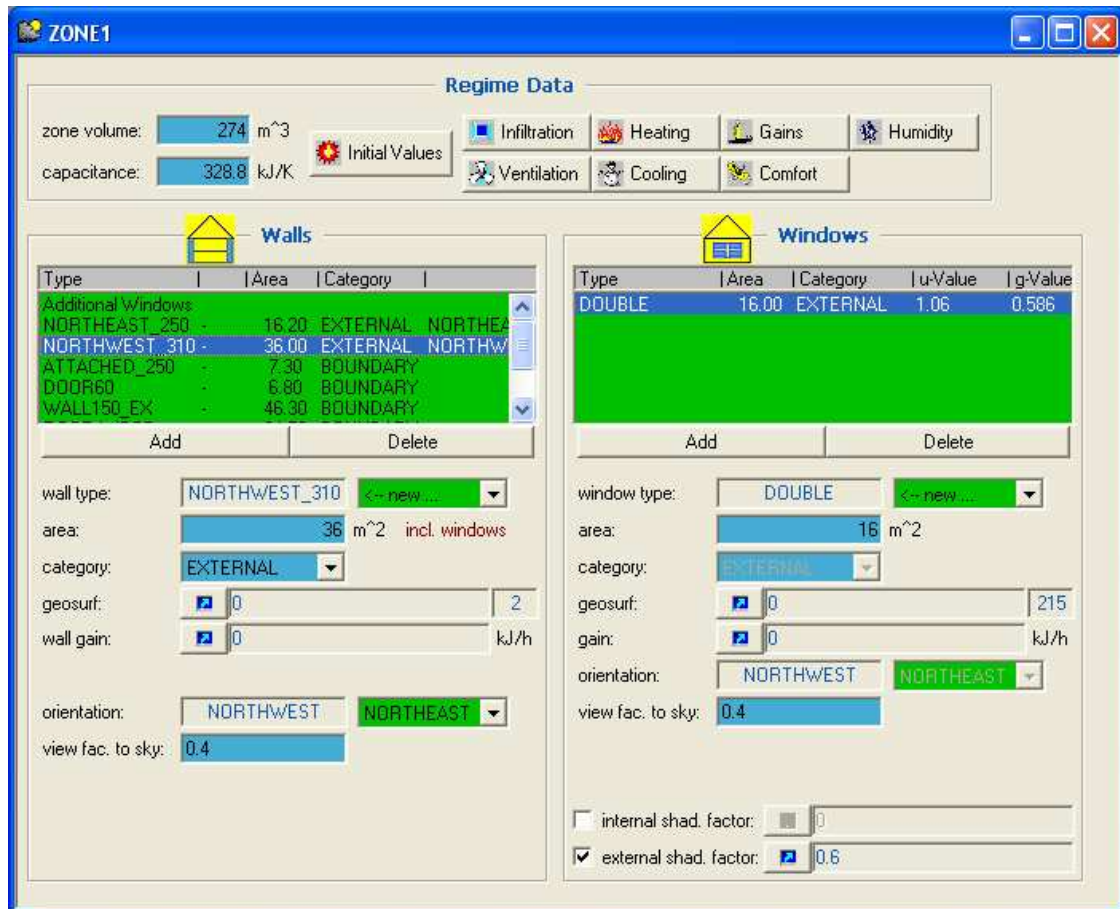 ZONE1
Regime Data
zone volume: 274 m^3
capacitance: 328.8 kJ/K
Initial Values
Infiltration Heating Gains Humidity
Ventilation Cooling Comfort
Walls
Type Area Category
Additional Windows
NORTHEAST_250 - 16.20 EXTERNAL NORTHEA
NORTHWEST_310 - 36.00 EXTERNAL NORTHW
ATTACHED_250 - 7.30 BOUNDARY
DOOR60 - 6.80 BOUNDARY
WALL150_EX - 46.30 BOUNDARY
Add Delete
wall type: NORTHWEST_310 <-- new ....
area: 36 m^2 incl. windows
category: EXTERNAL
geosurf: 0 2
wall gain: 0 kJ/h
orientation: NORTHWEST NORTHEAST
view fac. to sky: 0.4
Windows
Type Area Category u-Value g-Value
DOUBLE 16.00 EXTERNAL 1.06 0.586
Add Delete
window type: DOUBLE <-- new ....
area: 16 m^2
category: EXTERNAL
geosurf: 0 215
gain: 0 kJ/h
orientation: NORTHWEST NORTHEAST
view fac. to sky: 0.4
internal shad. factor: 0
external shad. factor: 0.6